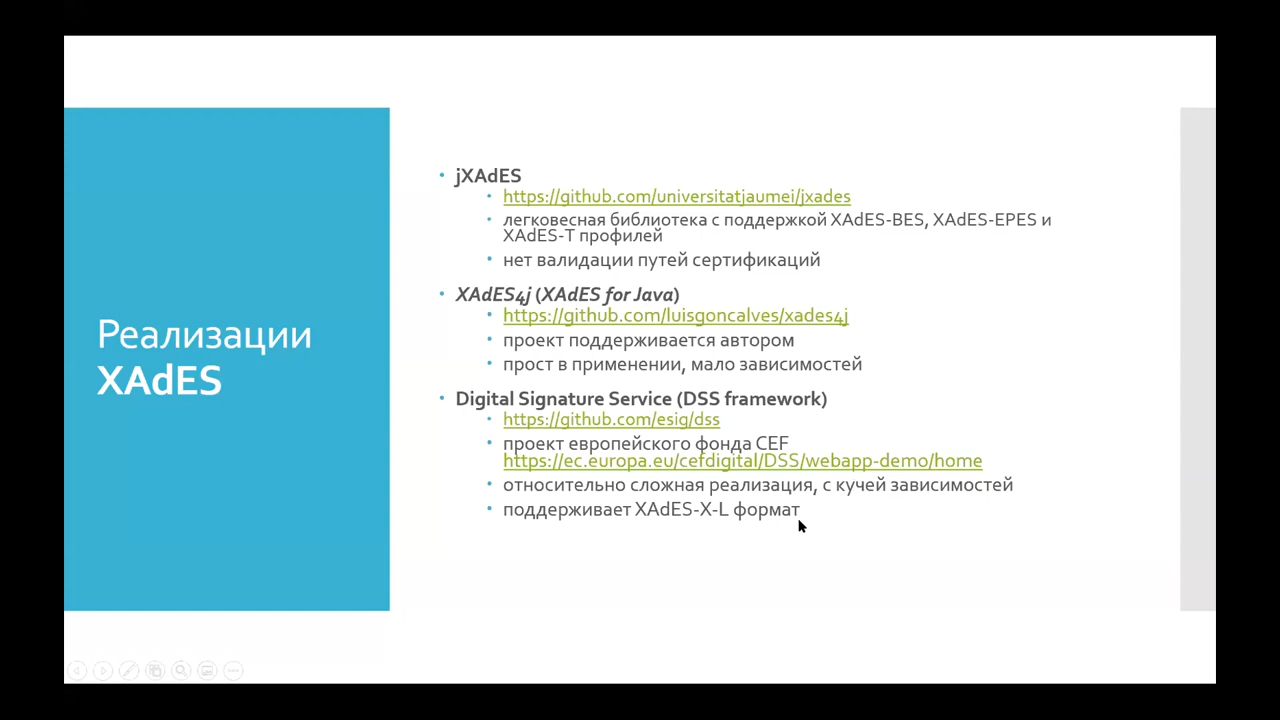 Реализации
XAdES
jXAdES
https://github.com/universitatjaumei/jxades
легковесная библиотека с поддержкой XAdES-BES, XAdES-EPES и
XAdES-T профилей
нет валидации путей сертификаций
XAdES4j (XAdES for Java)
https://github.com/luisgoncalves/xades4j
проект поддерживается автором
прост в применении, мало зависимостей
Digital Signature Service (DSS framework)
https://github.com/esig/dss
проект европейского фонда CEF
https://ec.europa.eu/cefdigital/DSS/webapp-demo/home
относительно сложная реализация, с кучей зависимостей
поддерживает XAdES-X-L формат